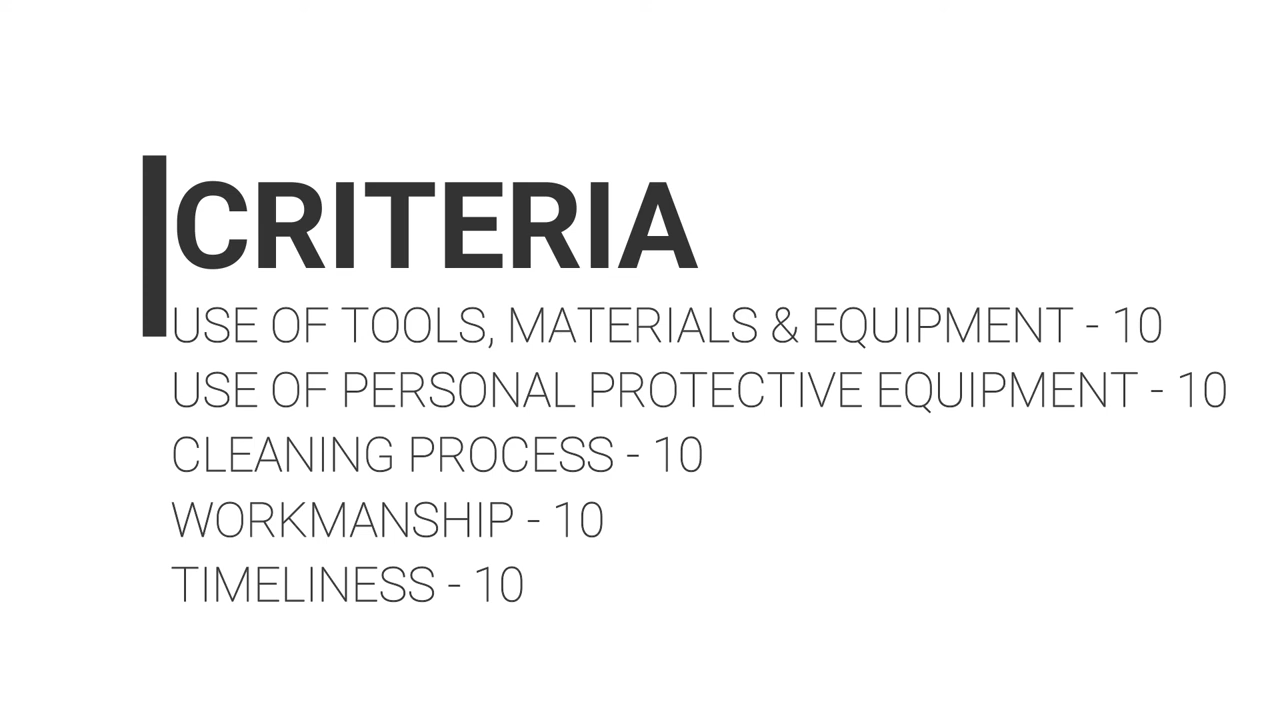 CRITERIA
USE OF TOOLS, MATERIALS & EQUIPMENT - 10
USE OF PERSONAL PROTECTIVE EQUIPMENT - 10
CLEANING PROCESS - 10
WORKMANSHIP - 10
TIMELINESS - 10